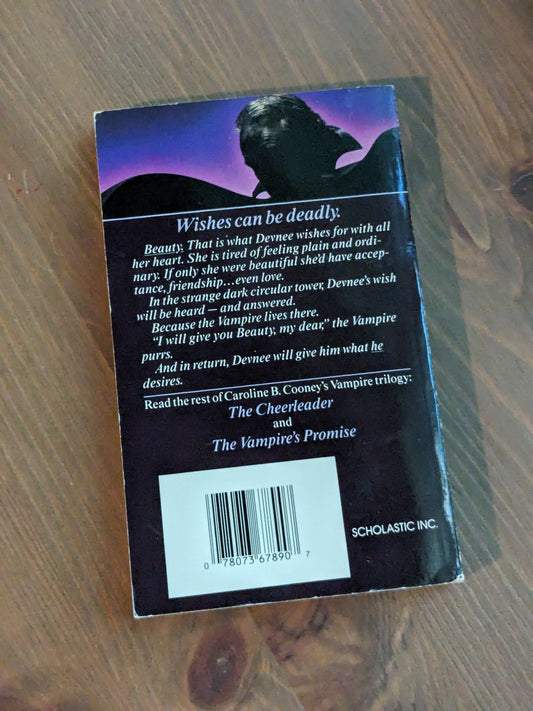 Wishes can be deadly.
Beauty. That is what Devnee wishes for with all
her heart. She is tired of feeling plain and ordi-
nary. If only she were beautiful she'd have accep-
tance, friendship...even love.
In the strange dark circular tower, Devnee's wish
will be heard — and answered.
Because the Vampire lives there.
"I will give you Beauty, my dear," the Vampire
purrs.
And in return, Devnee will give him what he
desires.
Read the rest of Caroline B. Cooney's Vampire trilogy:
The Cheerleader
and
The Vampire's Promise
SCHOLASTIC INC.
0 78073 67890 7